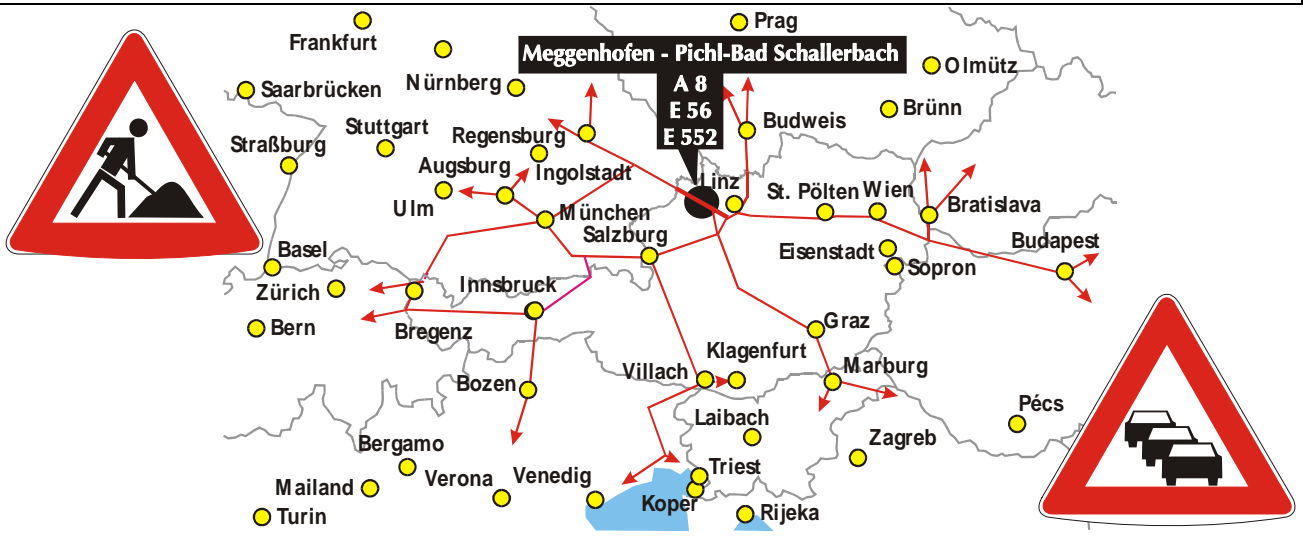 Prag
Frankfurt
Meggenhofen - Pichl-Bad Schallerbach
Olmütz
Nürnberg
Saarbrücken
A 8
E 56
E 552
Brünn
Budweis
Stuttgart
Regensburg
Straßburg
Augsburg
Ingolstadt
Linz
St. Pölten
Wien
Ulm
München
Bratislava
Salzburg
Budapest
Basel
Eisenstadt
Sopron
Zürich
Innsbruck
Bern
Bregenz
Graz
Klagenfurt
Villach
Marburg
Bozen
Laibach
Pécs
Bergamo
Zagreb
Verona
Venedig
Triest
Mailand
Koper
Turin
Rijeka